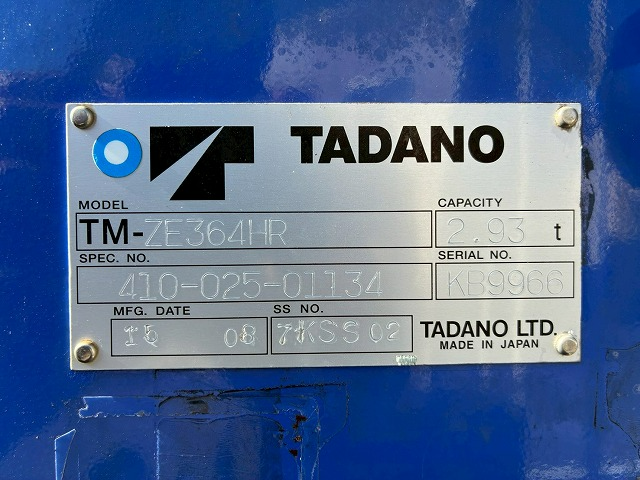 TADANO
MODEL
TM-ZE364HR
CAPACITY
2.93 t
SPEC. NO.
410-025-01134
SERIAL NO.
KB9966
MFG. DATE
15 08
SS NO.
7KSS02
TADANO LTD.
MADE IN JAPAN